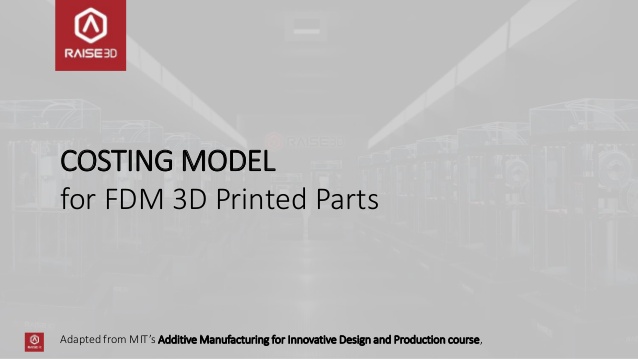 RAISE3D
RAISE3D
COSTING MODEL
for FDM 3D Printed Parts
Adapted from MIT's Additive Manufacturing for Innovative Design and Production course,